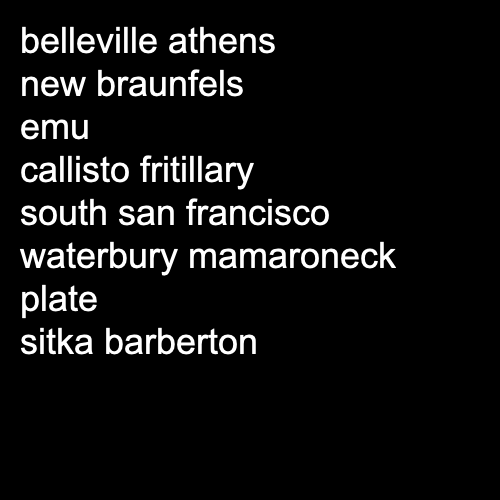 belleville athens
new braunfels
emu
callisto fritillary
south san francisco
waterbury mamaroneck
plate
sitka barberton